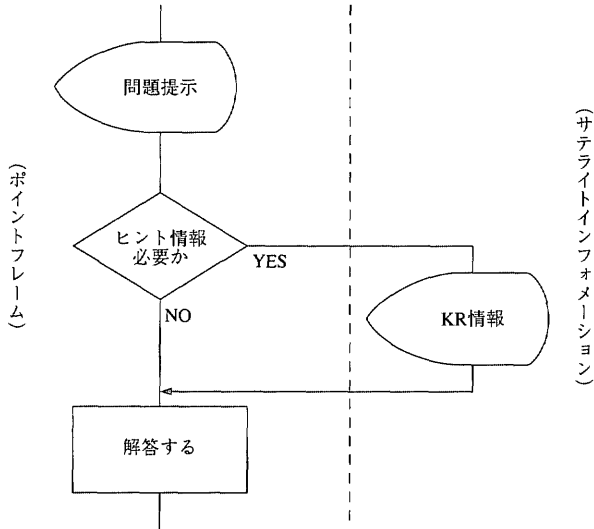 問題提示
(ポイントフレーム)
ヒント情報
必要か
YES
NO
KR情報
解答する
(サテライトインフォメーション)